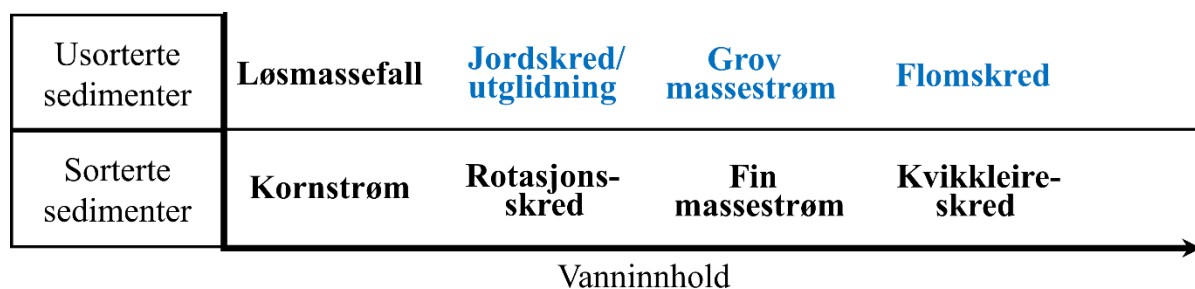 Usorterte
sedimenter
Løsmassefall
Jordskred/
utglidning
Grov
massestrøm
Flomskred
Sorterte
sedimenter
Kornstrøm
Rotasjons-
skred
Fin
massestrøm
Kvikkleire-
skred
Vanninnhold